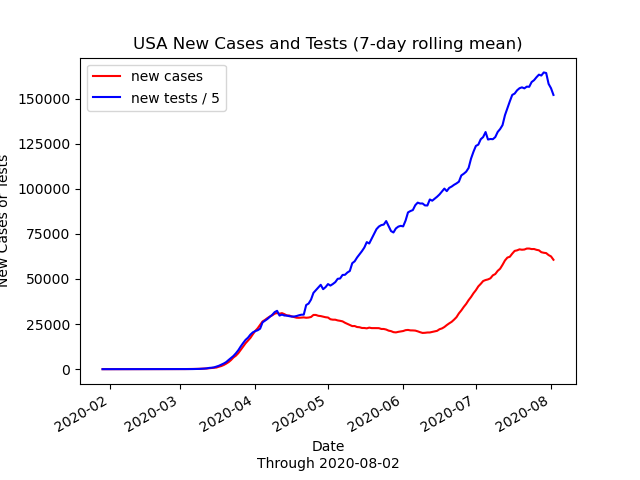 USA New Cases and Tests (7-day rolling mean)
new cases
new tests / 5
150000
125000
100000
75000
50000
25000
0
New Cases or Tests
2020-02
2020-03
2020-04
2020-05
2020-06
2020-07
2020-08
Date
Through 2020-08-02